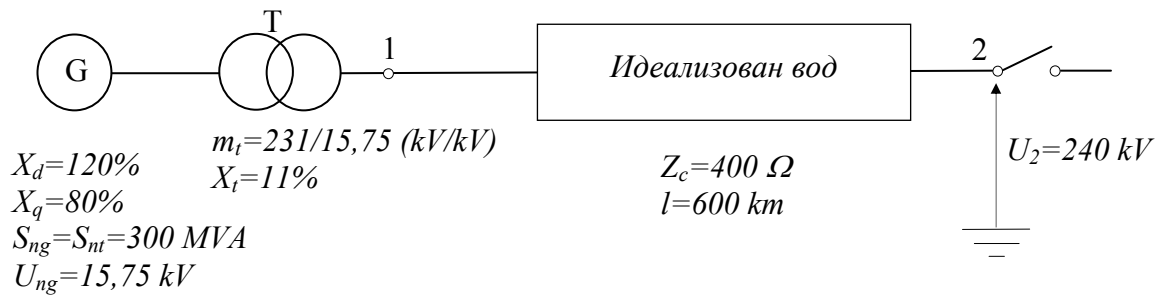 T
G
1
Идеализован вод
2
m_t=231/15,75 (kV/kV)
X_t=11%
X_d=120%
X_q=80%
S_ng=S_nt=300 MVA
U_ng=15,75 kV
Z_c=400 Ω
l=600 km
U_2=240 kV